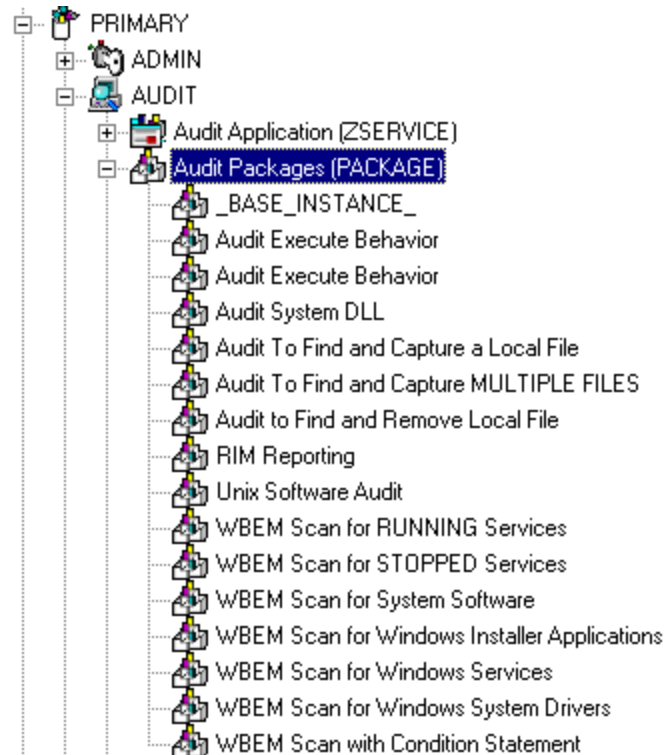 PRIMARY
ADMIN
AUDIT
Audit Application (ZSERVICE)
Audit Packages (PACKAGE)
_BASE_INSTANCE_
Audit Execute Behavior
Audit Execute Behavior
Audit System DLL
Audit To Find and Capture a Local File
Audit To Find and Capture MULTIPLE FILES
Audit to Find and Remove Local File
RIM Reporting
Unix Software Audit
WBEM Scan for RUNNING Services
WBEM Scan for STOPPED Services
WBEM Scan for System Software
WBEM Scan for Windows Installer Applications
WBEM Scan for Windows Services
WBEM Scan for Windows System Drivers
WBEM Scan with Condition Statement